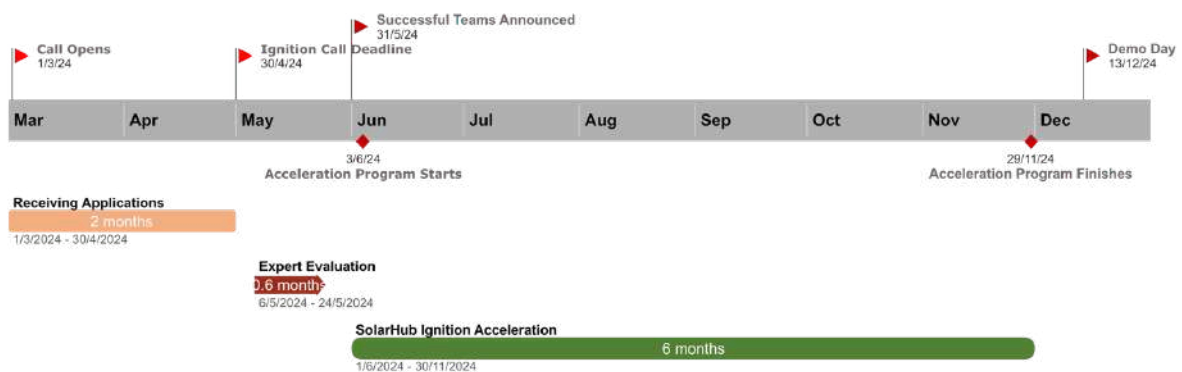 Successful Teams Announced
31/5/24
Call Opens
1/3/24
Ignition Call Deadline
30/4/24
Demo Day
13/12/24
Mar Apr May Jun Jul Aug Sep Oct Nov Dec
3/6/24
Acceleration Program Starts
29/11/24
Acceleration Program Finishes
Receiving Applications
2 months
1/3/2024 - 30/4/2024
Expert Evaluation
0.6 months
6/5/2024 - 24/5/2024
SolarHub Ignition Acceleration
6 months
1/6/2024 - 30/11/2024